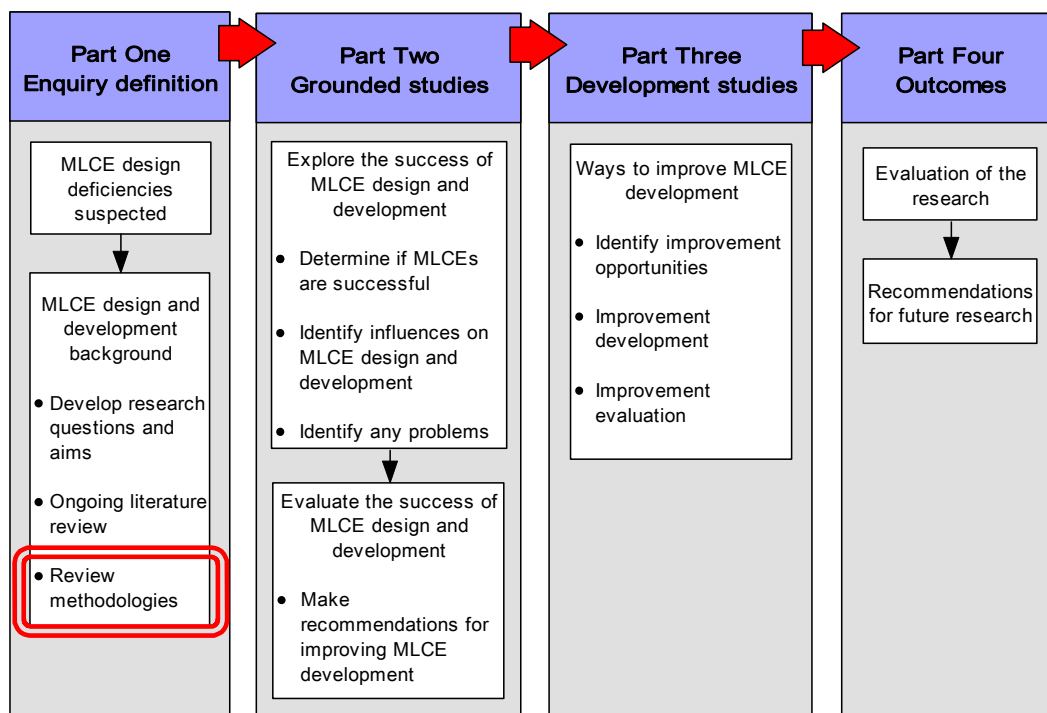 Part One
Enquiry definition
MLCE design
deficiencies
suspected
MLCE design and
development
background
● Develop research
questions and
aims
● Ongoing literature
review
● Review
methodologies
Part Two
Grounded studies
Explore the success of
MLCE design and
development
● Determine if MLCEs
are successful
● Identify influences on
MLCE design and
development
● Identify any problems
Evaluate the success of
MLCE design and
development
● Make
recommendations for
improving MLCE
development
Part Three
Development studies
Ways to improve MLCE
development
● Identify improvement
opportunities
● Improvement
development
● Improvement
evaluation
Part Four
Outcomes
Evaluation of the
research
Recommendations
for future research